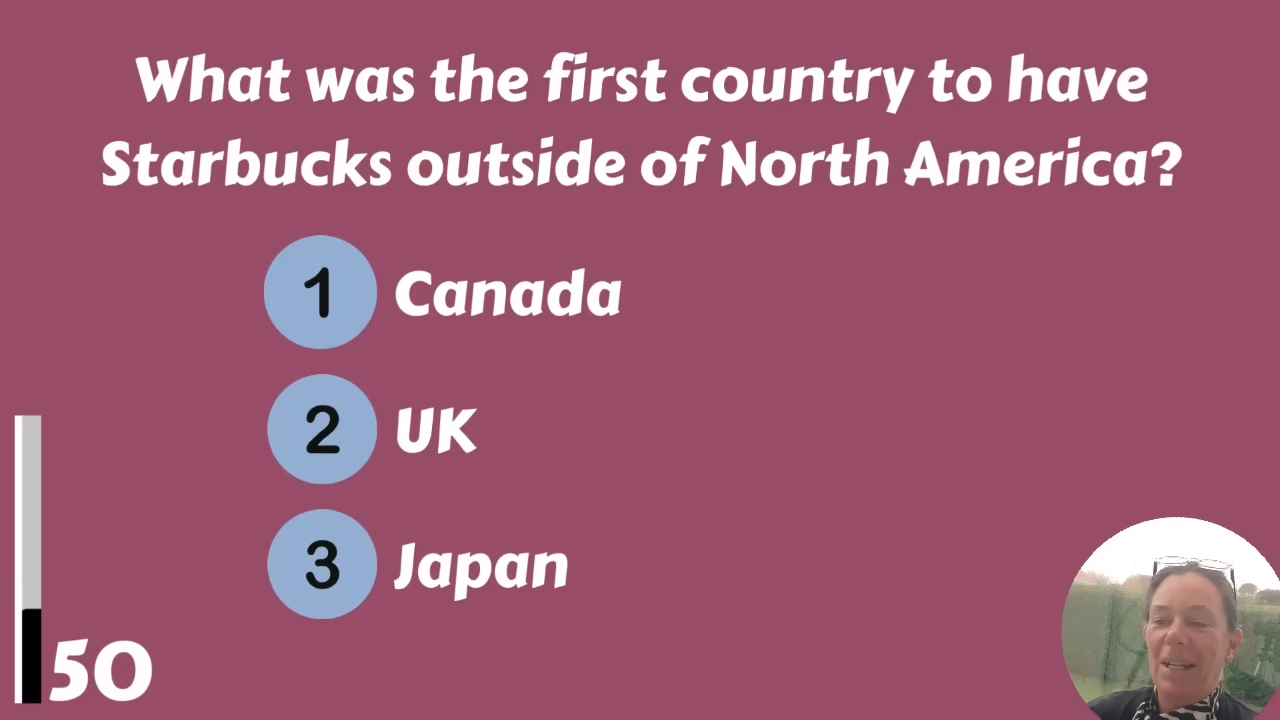 What was the first country to have
Starbucks outside of North America?
1 Canada
2 UK
3 Japan
50